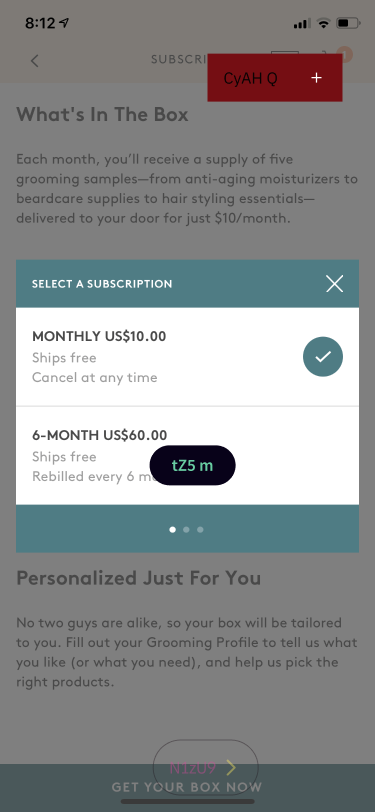 8:12
SUBSCRI
CyAH Q +
What's In The Box
Each month, you'll receive a supply of five
grooming samples—from anti-aging moisturizers to
beardcare supplies to hair styling essentials—
delivered to your door for just $10/month.
SELECT A SUBSCRIPTION
MONTHLY US$10.00
Ships free
Cancel at any time
6-MONTH US$60.00
Ships free
Rebilled every 6 m
tZ5 m
Personalized Just For You
No two guys are alike, so your box will be tailored
to you. Fill out your Grooming Profile to tell us what
you like (or what you need), and help us pick the
right products.
GET YOUR BOX NOW